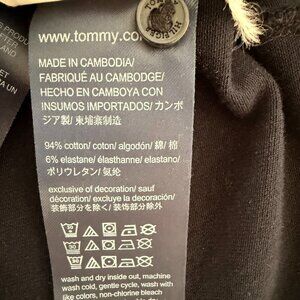 www.tommy.com
HILFIGER
MADE IN CAMBODIA/
FABRIQUÉ AU CAMBODGE/
HECHO EN CAMBOYA CON
INSUMOS IMPORTADOS/ カンボ
ジア製/ 柬埔寨制造
94% cotton/ coton/ algodón/ 綿/ 棉
6% elastane/ élasthanne/ elastano/
ポリウレタン/ 氨纶
exclusive of decoration/ sauf
décoration/ excluye la decoración/
装飾部分を除く/ 装饰部分除外
wash and dry inside out, machine
wash cold, gentle cycle, wash with
like colors, non-chlorine bleach